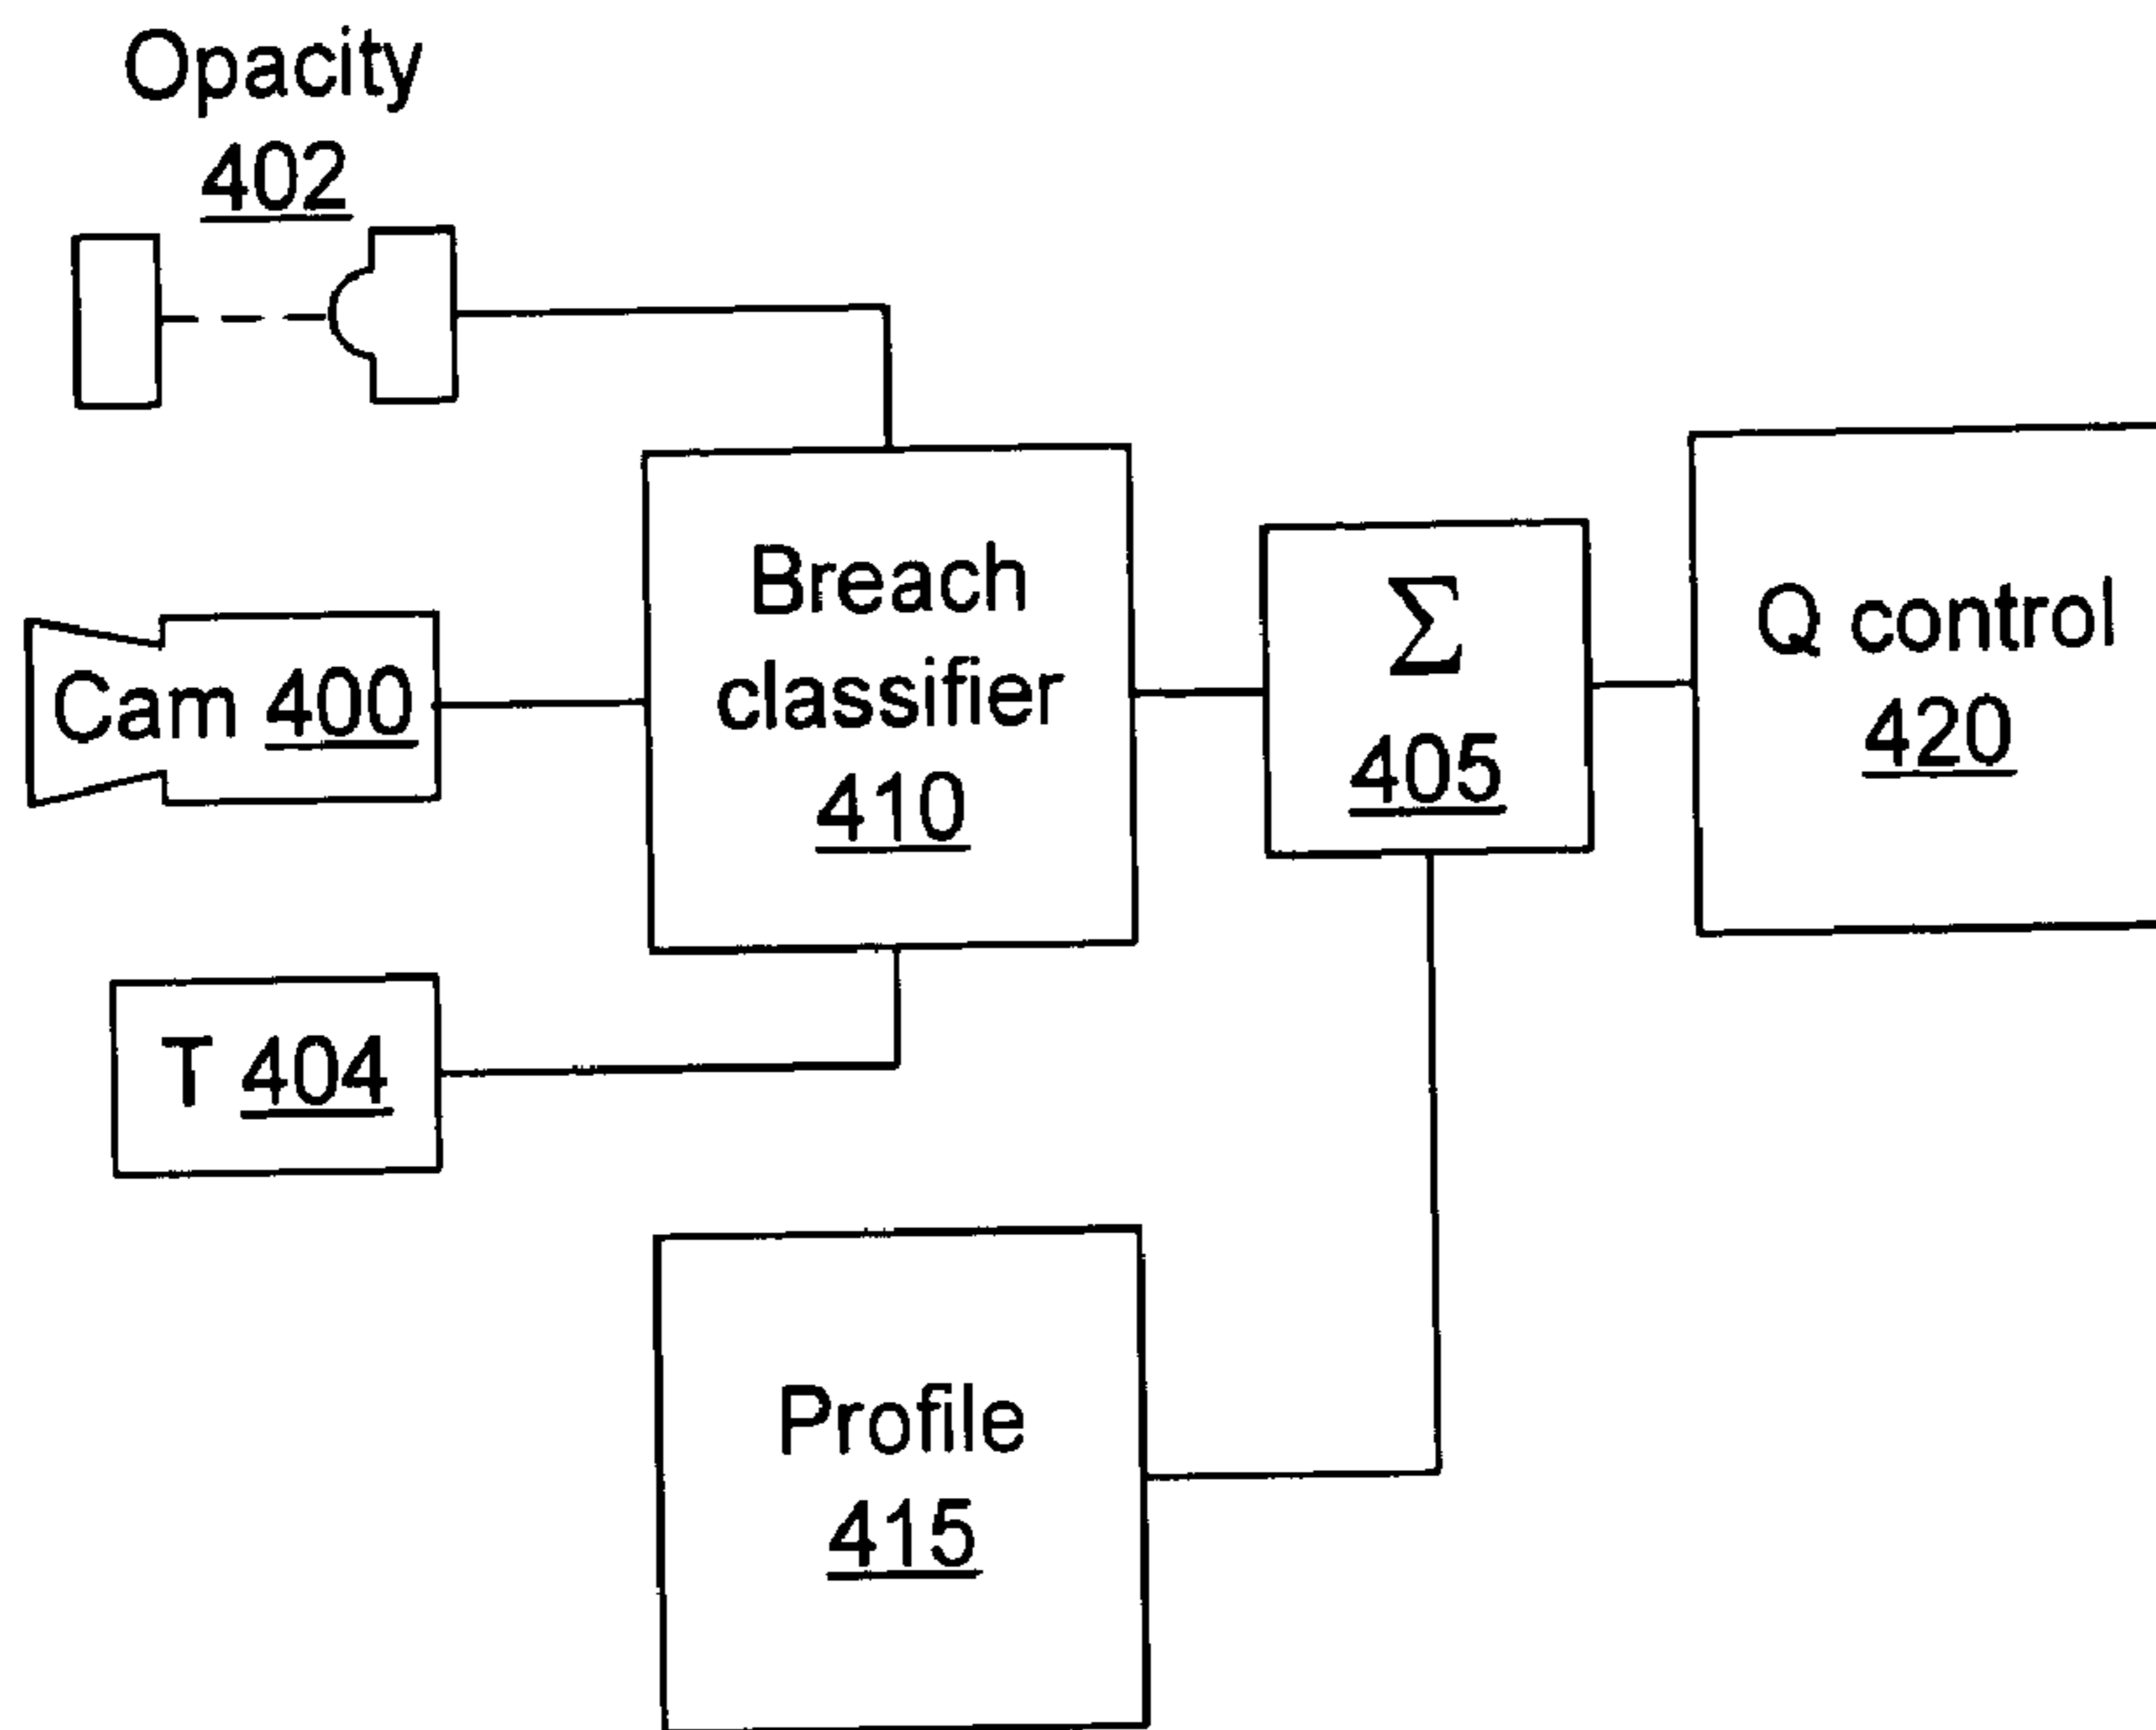 Opacity
402
Cam 400
T 404
Breach
classifier
410
Σ
405
Q control
420
Profile
415